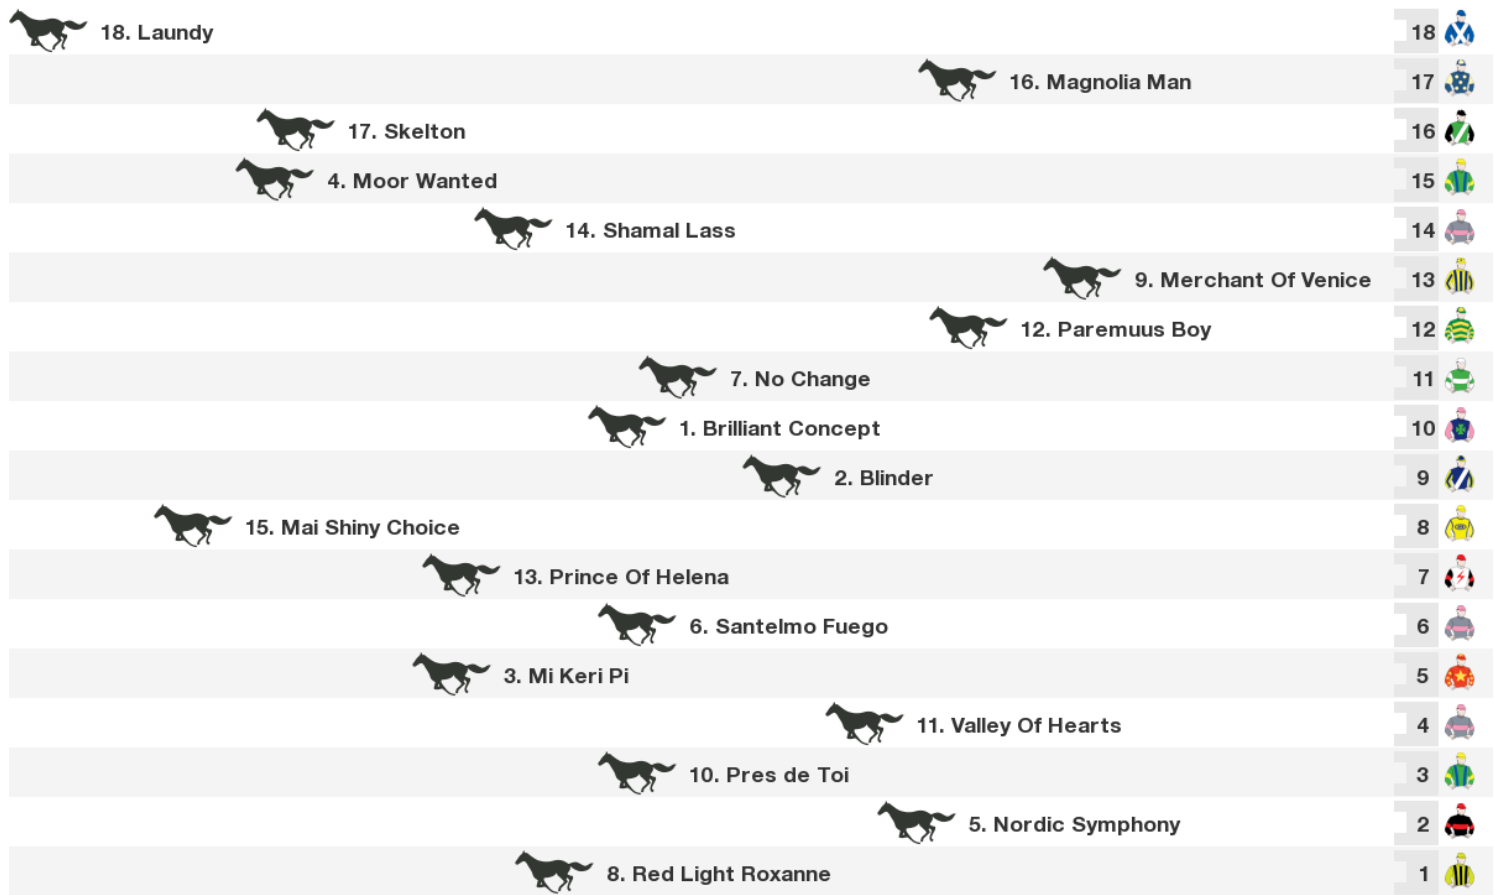 18. Laundy 18
16. Magnolia Man 17
17. Skelton 16
4. Moor Wanted 15
14. Shamal Lass 14
9. Merchant Of Venice 13
12. Paremuus Boy 12
7. No Change 11
1. Brilliant Concept 10
2. Blinder 9
15. Mai Shiny Choice 8
13. Prince Of Helena 7
6. Santelmo Fuego 6
3. Mi Keri Pi 5
11. Valley Of Hearts 4
10. Pres de Toi 3
5. Nordic Symphony 2
8. Red Light Roxanne 1